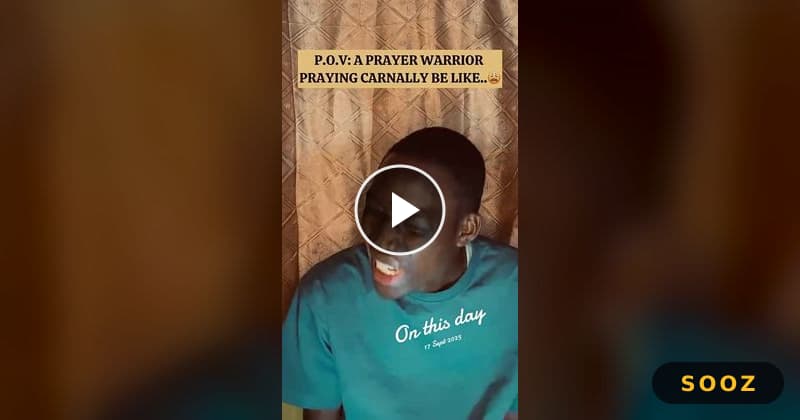 P.O.V: A PRAYER WARRIOR
PRAYING CARNALLY BE LIKE..😩
On this day
17 Sept 2025
SOOZ